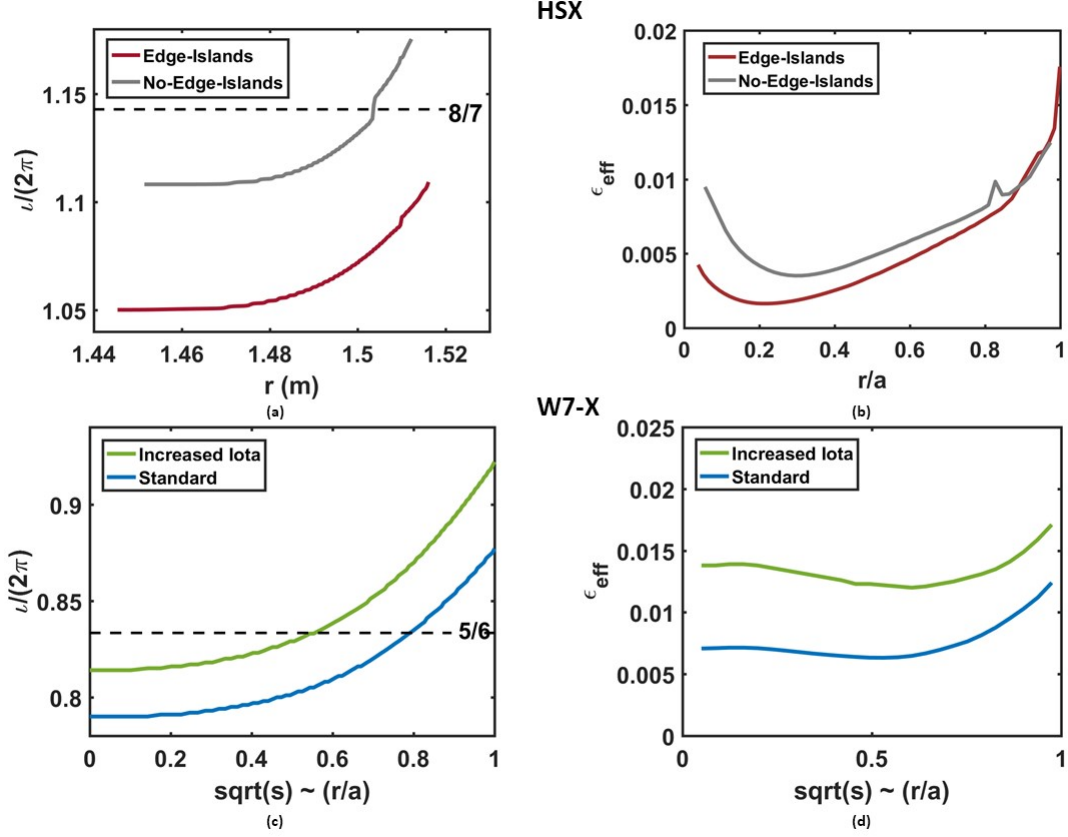 HSX
Edge-Islands
No-Edge-Islands
8/7
1.15
1.1
1.05
1.44
1.46
1.48
1.5
1.52
ι/(2π)
r (m)
(a)
Edge-Islands
No-Edge-Islands
0.02
0.015
0.01
0.005
0
0
0.2
0.4
0.6
0.8
1
ϵeff
r/a
(b)
W7-X
Increased Iota
Standard
5/6
0.9
0.85
0.8
0
0.2
0.4
0.6
0.8
1
ι/(2π)
sqrt(s) ~ (r/a)
(c)
Increased Iota
Standard
0.025
0.02
0.015
0.01
0.005
0
0
0.5
1
ϵeff
sqrt(s) ~ (r/a)
(d)